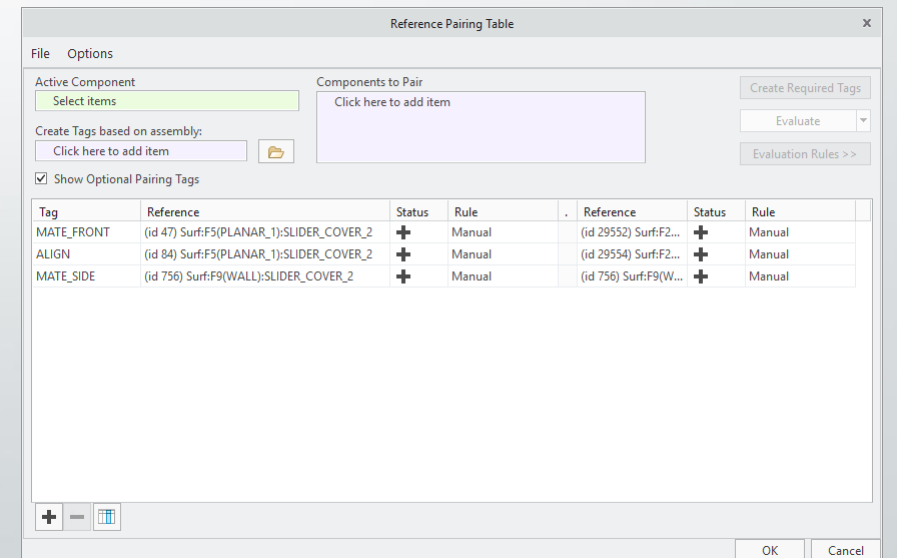 Reference Pairing Table x
File Options
Active Component
Select items
Components to Pair
Click here to add item
Create Required Tags
Evaluate
Evaluation Rules >>
Create Tags based on assembly:
Click here to add item
Show Optional Pairing Tags
Tag Reference Status Rule . Reference Status Rule
MATE_FRONT (id 47) Surf:F5(PLANAR_1):SLIDER_COVER_2 Manual (id 29552) Surf:F2... Manual
ALIGN (id 84) Surf:F5(PLANAR_1):SLIDER_COVER_2 Manual (id 29554) Surf:F2... Manual
MATE_SIDE (id 756) Surf:F9(WALL):SLIDER_COVER_2 Manual (id 756) Surf:F9(W... Manual
OK Cancel